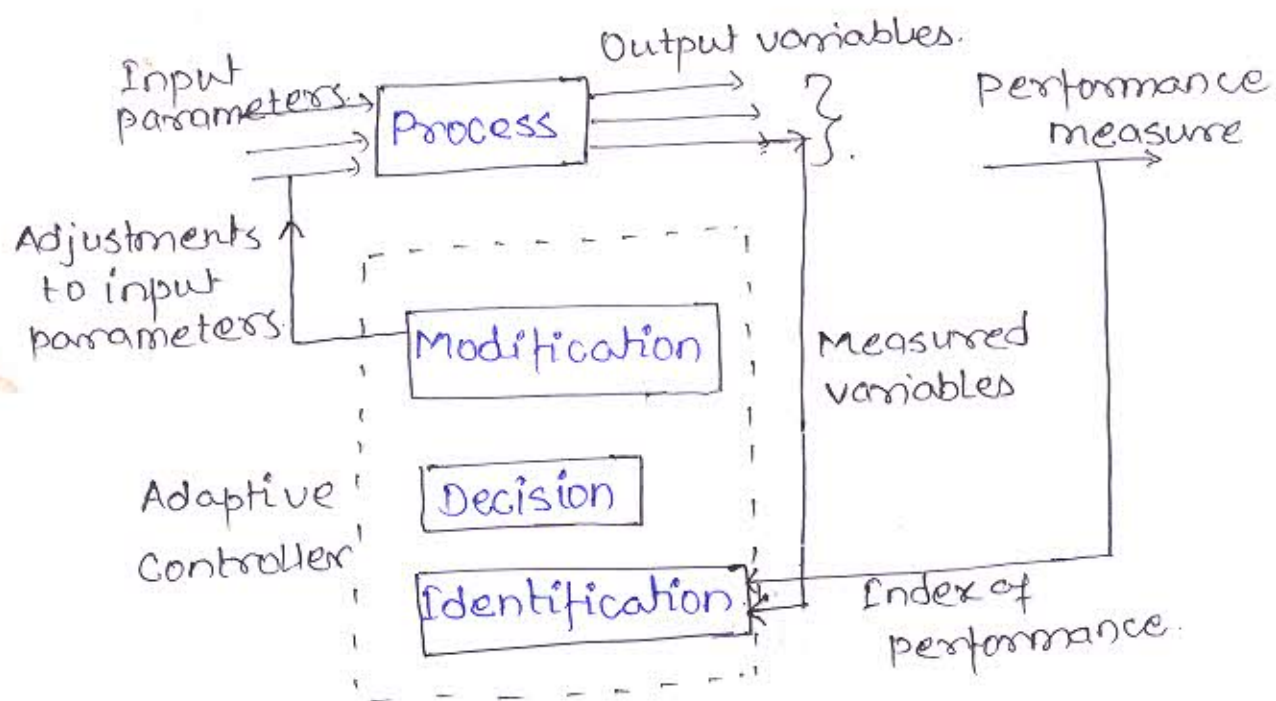 Output variables.
Input
parameters.
Process
}.
Performance
measure
Adjustments
to input
parameters.
Modification
Measured
variables
Decision
Adaptive
Controller
Identification
Index of
performance.